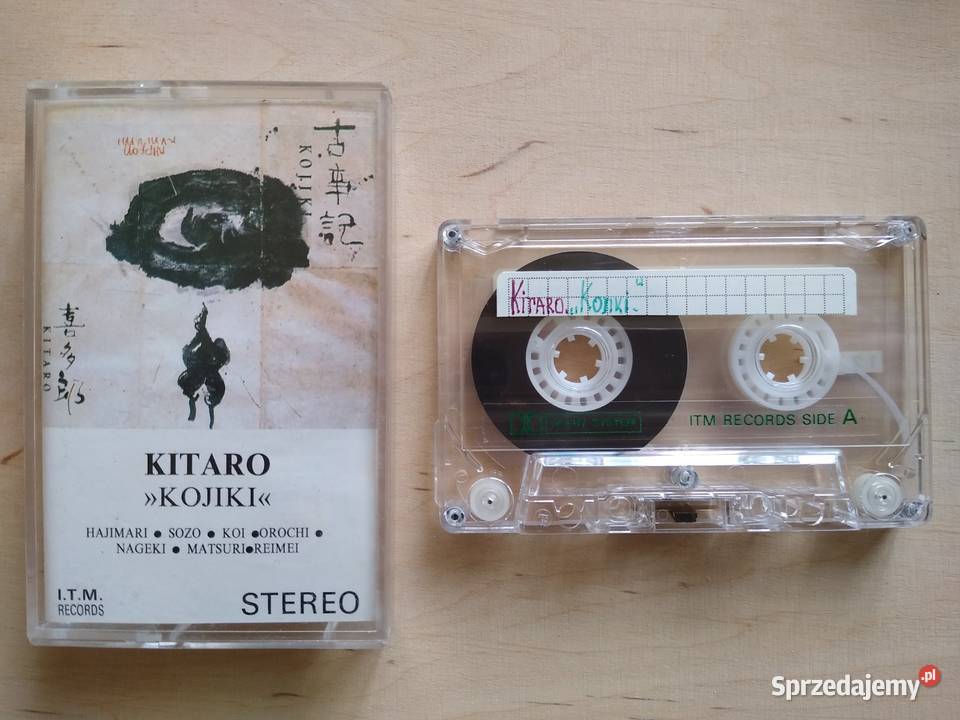 古事記
KOJIKI
喜多郎
KITARO
KITARO
»KOJIKI«
HAJIMARI ● SOZO ● KOI ● OROCHI ●
NAGEKI ● MATSURI ● REIMEI
I.T.M.
RECORDS
STEREO
KITARO „KOJIKI"
ITM RECORDS SIDE A
Sprzedajemy.pl